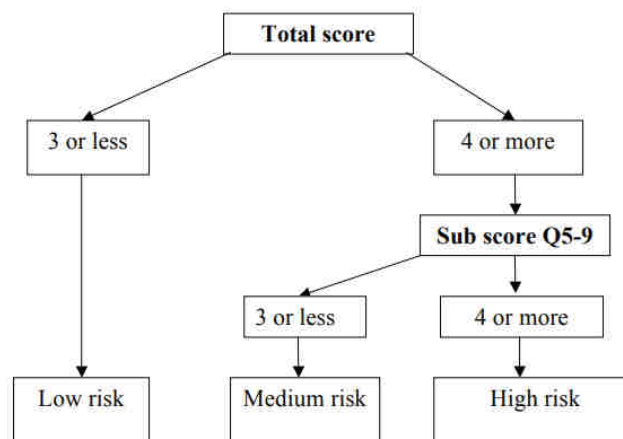 Total score
3 or less
4 or more
Sub score Q5-9
3 or less
4 or more
Low risk
Medium risk
High risk